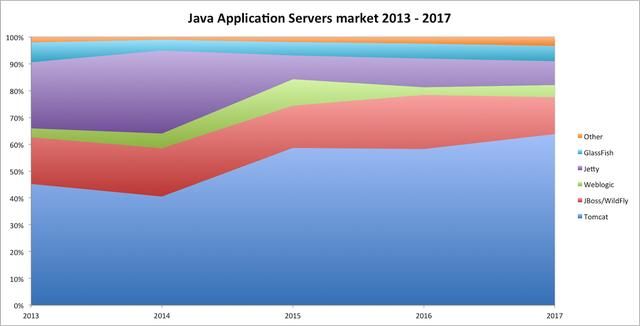 Java Application Servers market 2013 - 2017
100%
90%
80%
70%
60%
50%
40%
30%
20%
10%
0%
2013 2014 2015 2016 2017
Other
GlassFish
Jetty
Weblogic
JBoss/WildFly
Tomcat